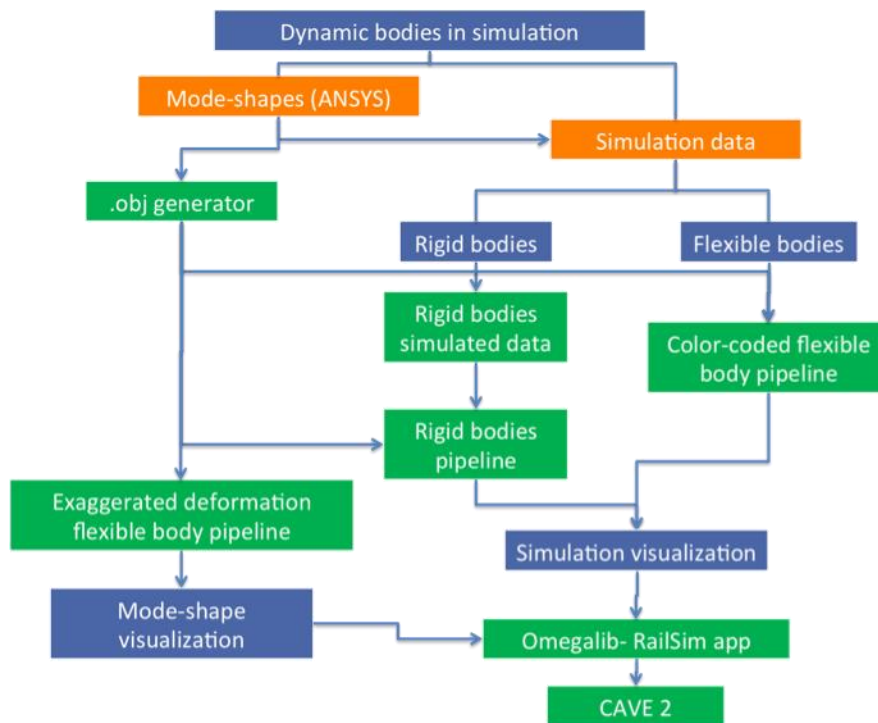 Dynamic bodies in simulation
Mode-shapes (ANSYS)
Simulation data
.obj generator
Rigid bodies
Flexible bodies
Rigid bodies
simulated data
Color-coded flexible
body pipeline
Rigid bodies
pipeline
Exaggerated deformation
flexible body pipeline
Simulation visualization
Mode-shape
visualization
Omegalib- RailSim app
CAVE 2